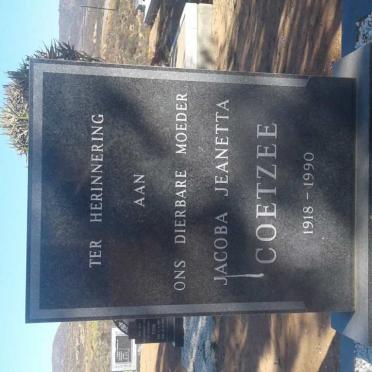 TER HERINNERING
AAN
ONS DIERBARE MOEDER
JACOBA JEANETTA
COETZEE
1918 - 1990